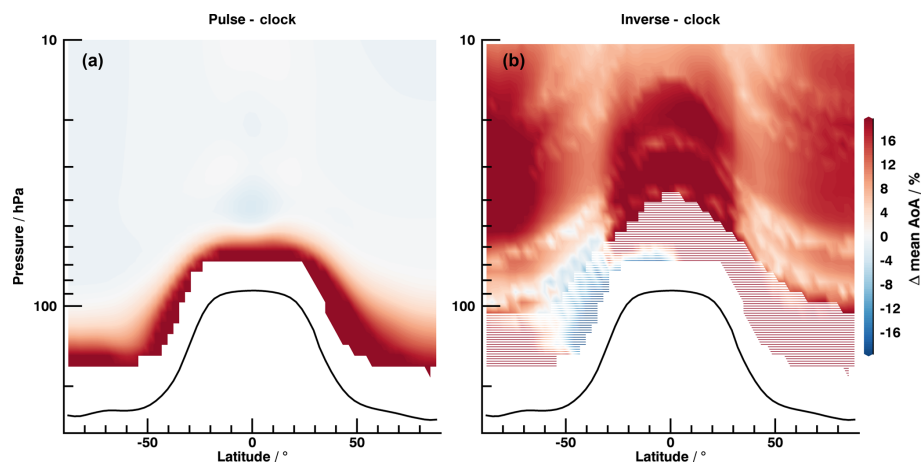 Pulse - clock
Inverse - clock
10
(a)
10
(b)
Pressure / hPa
100
100
16
12
8
4
0
-4
-8
-12
-16
Δ mean AoA / %
-50
0
50
-50
0
50
Latitude / °
Latitude / °